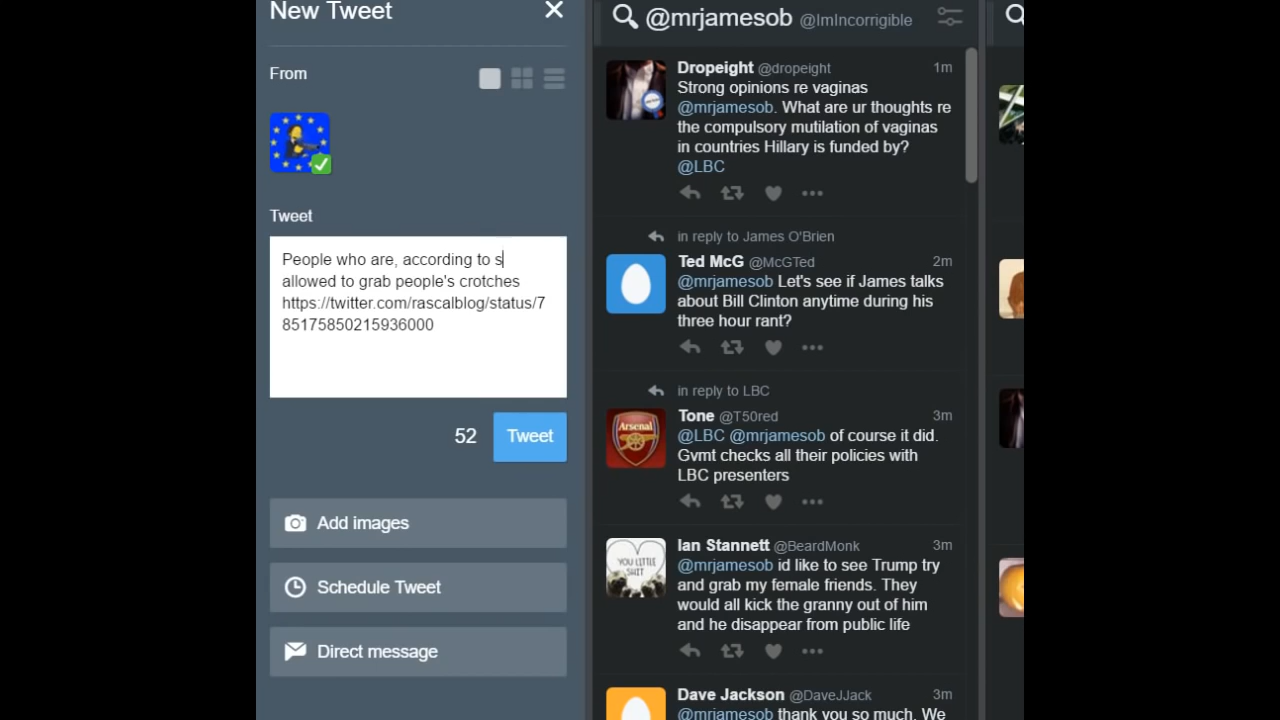 New Tweet
From
Tweet
People who are, according to s
allowed to grab people's crotches
https://twitter.com/rascalblog/status/7
85175850215936000
52
Tweet
Add images
Schedule Tweet
Direct message
@mrjamesob @ImIncorrigible
Dropeight @dropeight 1m
Strong opinions re vaginas
@mrjamesob. What are ur thoughts re
the compulsory mutilation of vaginas
in countries Hillary is funded by?
@LBC
in reply to James O'Brien
Ted McG @McGTed 2m
@mrjamesob Let's see if James talks
about Bill Clinton anytime during his
three hour rant?
in reply to LBC
Arsenal
Tone @T50red 3m
@LBC @mrjamesob of course it did.
Gvmt checks all their policies with
LBC presenters
YOU LITTLE
SHIT
Ian Stannett @BeardMonk 3m
@mrjamesob id like to see Trump try
and grab my female friends. They
would all kick the granny out of him
and he disappear from public life
Dave Jackson @DaveJJack 3m
@mrjamesob thank you so much. We